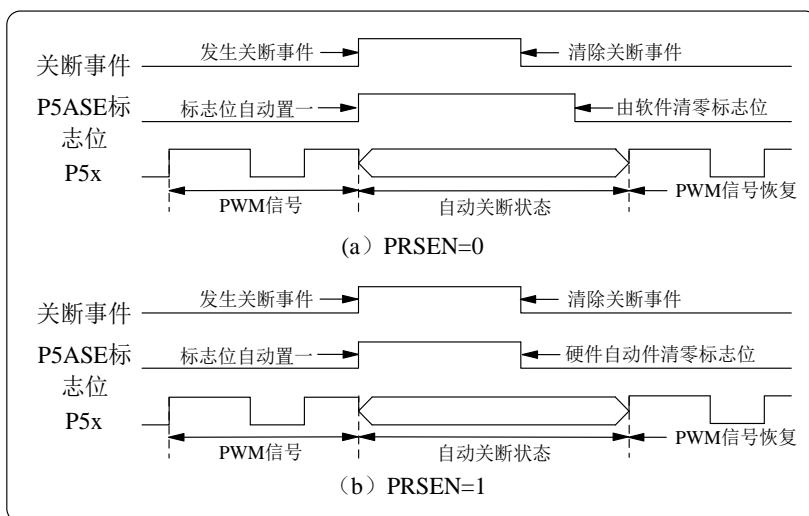 发生关断事件
清除关断事件
关断事件
P5ASE标
志位
标志位自动置一
由软件清零标志位
P5x
PWM信号
自动关断状态
PWM信号恢复
(a）PRSEN=0
发生关断事件
清除关断事件
关断事件
P5ASE标
志位
标志位自动置一
硬件自动件清零标志位
P5x
PWM信号
自动关断状态
PWM信号恢复
（b）PRSEN=1